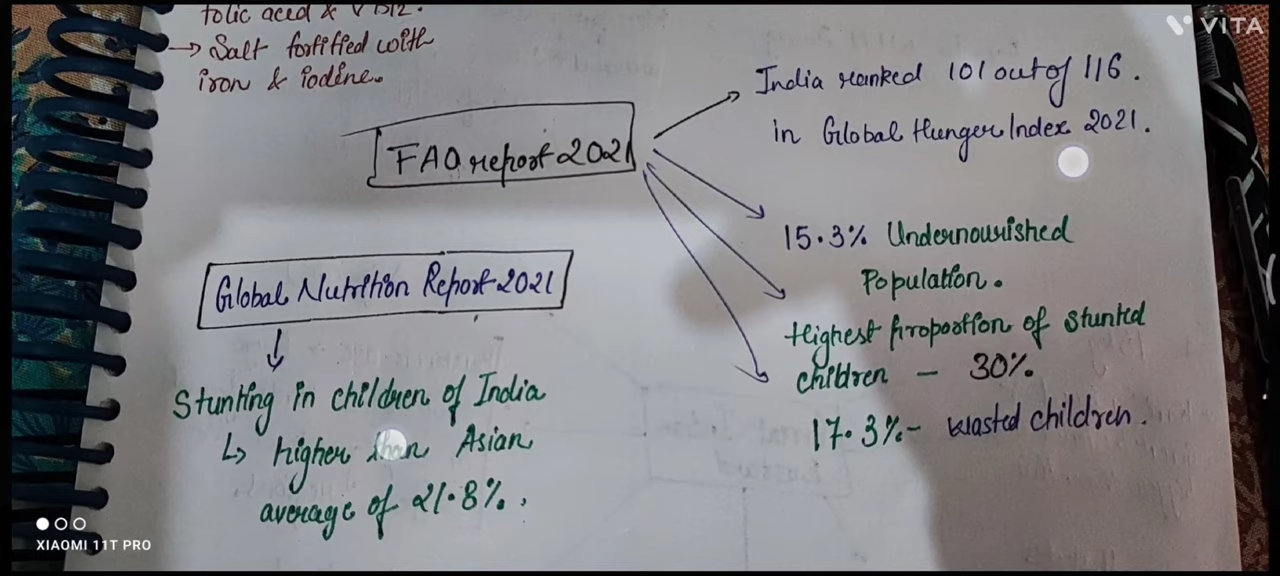 folic acid & VB12.
→ Salt fortified with
iron & iodine.
FAO report 2021
India ranked 101 out of 116.
in Global Hunger Index 2021.
15.3% Undernourished
Population.
Highest proportion of stunted
children – 30%
17.3% – wasted children.
Global Nutrition Report 2021
Stunting in children of India
↳ higher than Asian
average of 21.8%.
VITA
XIAOMI 11T PRO